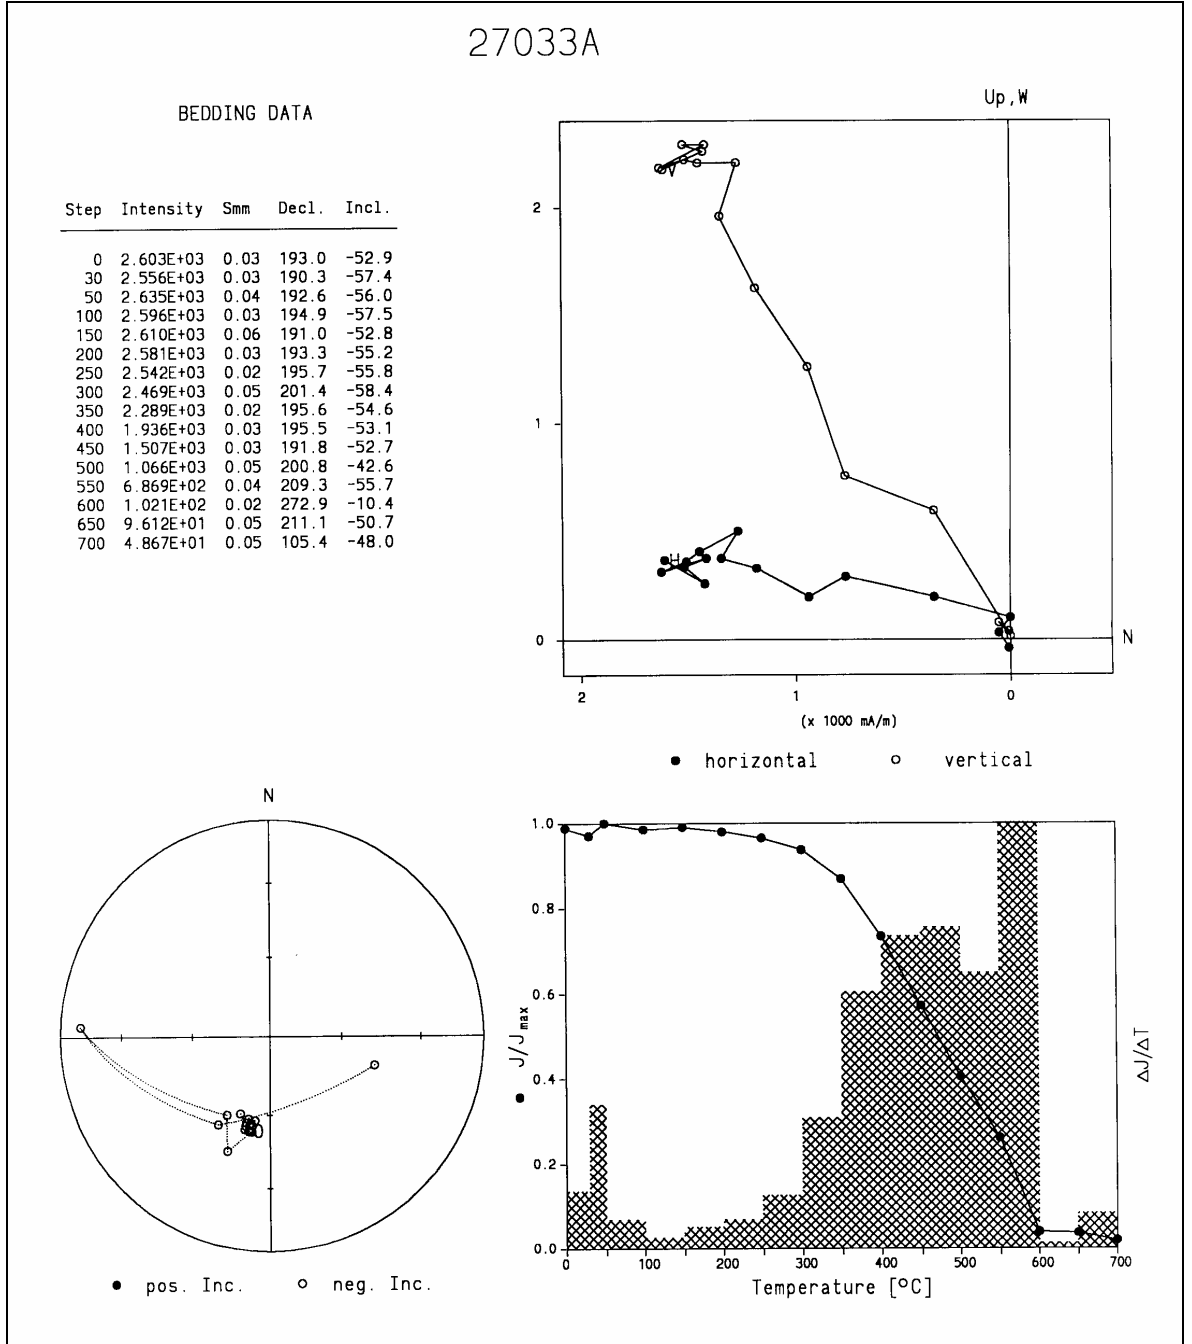 27033A
BEDDING DATA
Step Intensity Smm Decl. Incl.
0 2.603E+03 0.03 193.0 -52.9
30 2.556E+03 0.03 190.3 -57.4
50 2.635E+03 0.04 192.6 -56.0
100 2.596E+03 0.03 194.9 -57.5
150 2.610E+03 0.06 191.0 -52.8
200 2.581E+03 0.03 193.3 -55.2
250 2.542E+03 0.02 195.7 -55.8
300 2.469E+03 0.05 201.4 -58.4
350 2.289E+03 0.02 195.6 -54.6
400 1.936E+03 0.03 195.5 -53.1
450 1.507E+03 0.03 191.8 -52.7
500 1.066E+03 0.05 200.8 -42.6
550 6.869E+02 0.04 209.3 -55.7
600 1.021E+02 0.02 272.9 -10.4
650 9.612E+01 0.05 211.1 -50.7
700 4.867E+01 0.05 105.4 -48.0
Up,W
2
1
0
V
H
N
2 1 0
(x 1000 mA/m)
● horizontal ○ vertical
N
● pos. Inc. ○ neg. Inc.
1.0
0.8
0.6
0.4
0.2
0.0
● J/Jmax
ΔJ/ΔT
0 100 200 300 400 500 600 700
Temperature [°C]